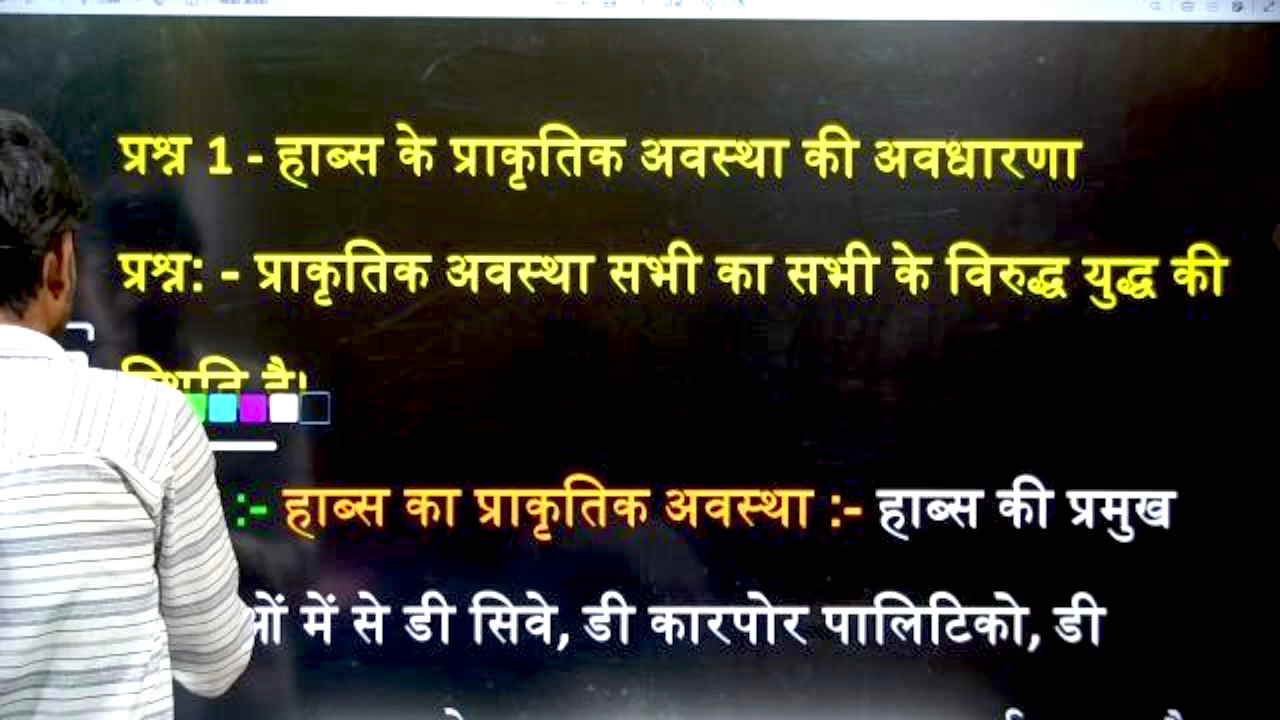 प्रश्न 1 - हाब्स के प्राकृतिक अवस्था की अवधारणा
प्रश्न: - प्राकृतिक अवस्था सभी का सभी के विरुद्ध युद्ध की
स्थिति है।
:- हाब्स का प्राकृतिक अवस्था :- हाब्स की प्रमुख
में से डी सिवे, डी कारपोर पालिटिको, डी